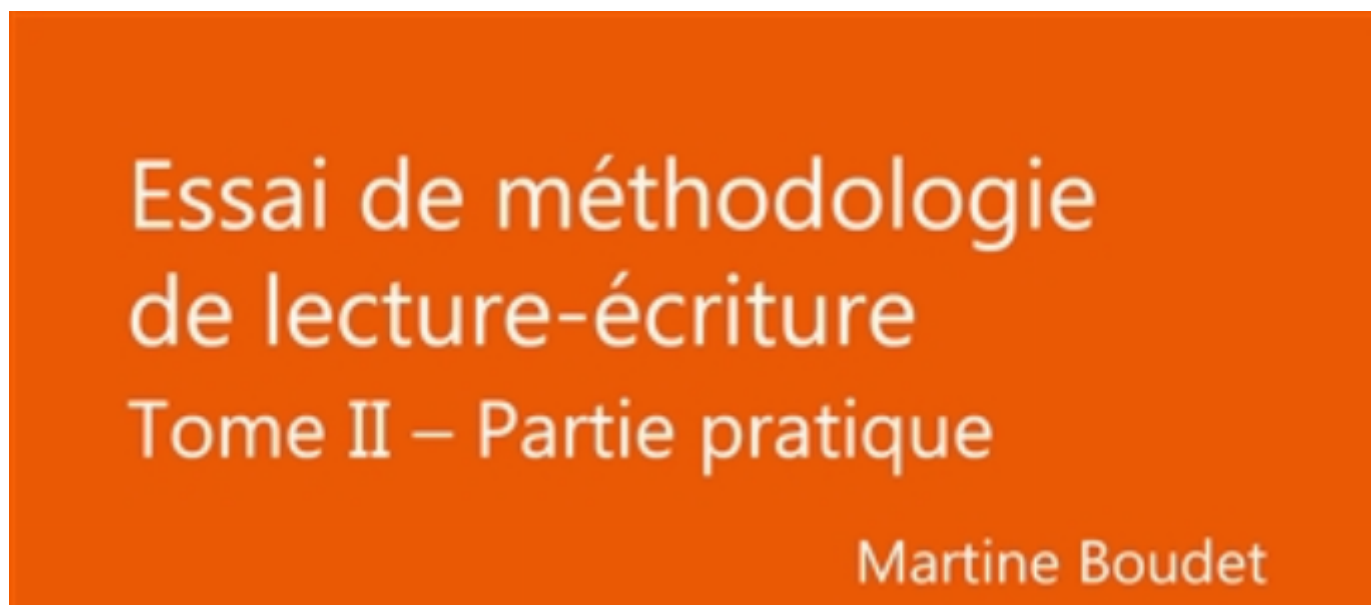 Essai de méthodologie
de lecture-écriture
Tome II – Partie pratique
Martine Boudet